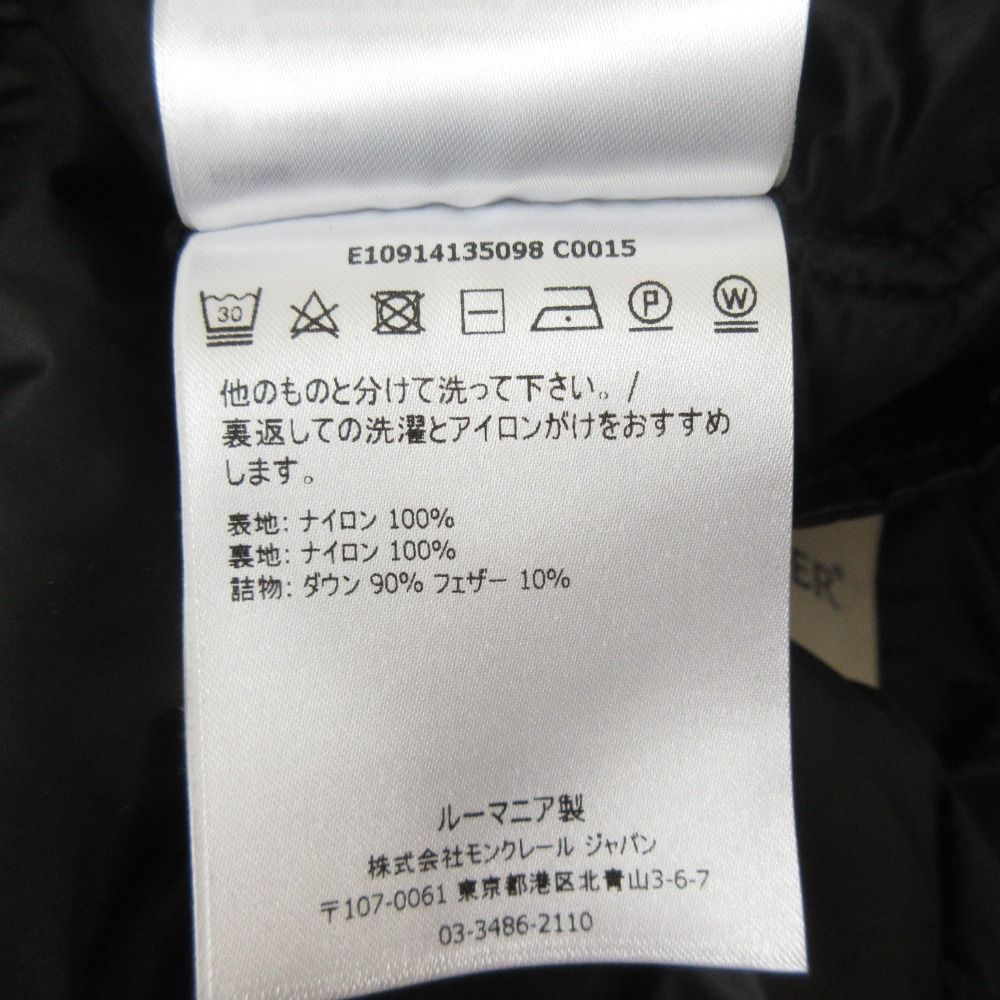 E10914135098 C0015
30
P
W
他のものと分けて洗って下さい。/
裏返しての洗濯とアイロンがけをおすすめ
します。
表地: ナイロン 100%
裏地: ナイロン 100%
詰物: ダウン 90% フェザー 10%
ER®
ルーマニア製
株式会社モンクレール ジャパン
〒107-0061 東京都港区北青山3-6-7
03-3486-2110